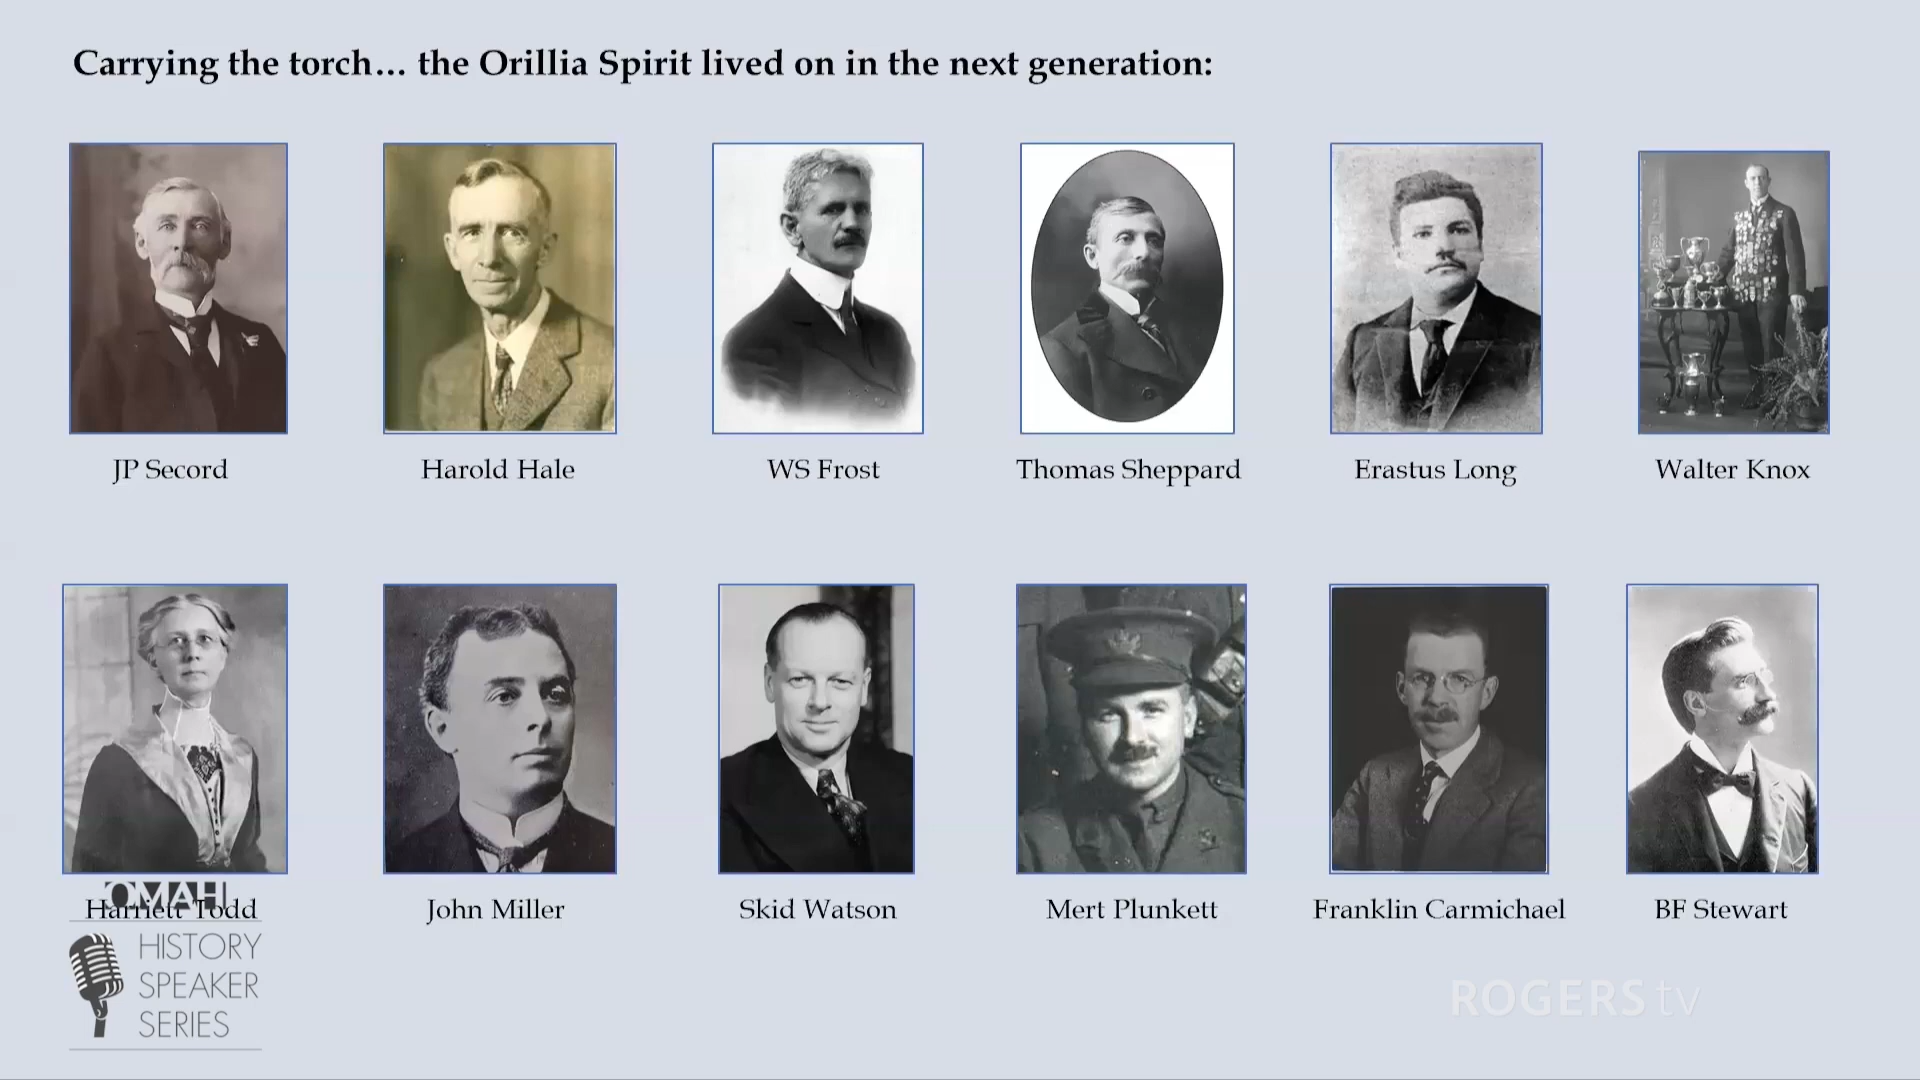 Carrying the torch… the Orillia Spirit lived on in the next generation:
JP Secord
Harold Hale
WS Frost
Thomas Sheppard
Erastus Long
Walter Knox
OMAH
Harriett Todd
John Miller
Skid Watson
Mert Plunkett
Franklin Carmichael
BF Stewart
HISTORY
SPEAKER
SERIES
ROGERS tv